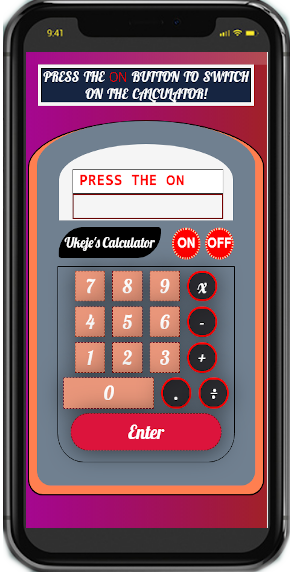 9:41
PRESS THE ON BUTTON TO SWITCH
ON THE CALCULATOR!
PRESS THE ON
Ukeje's Calculator ON OFF
7 8 9 x
4 5 6 -
1 2 3 +
0 . ÷
Enter